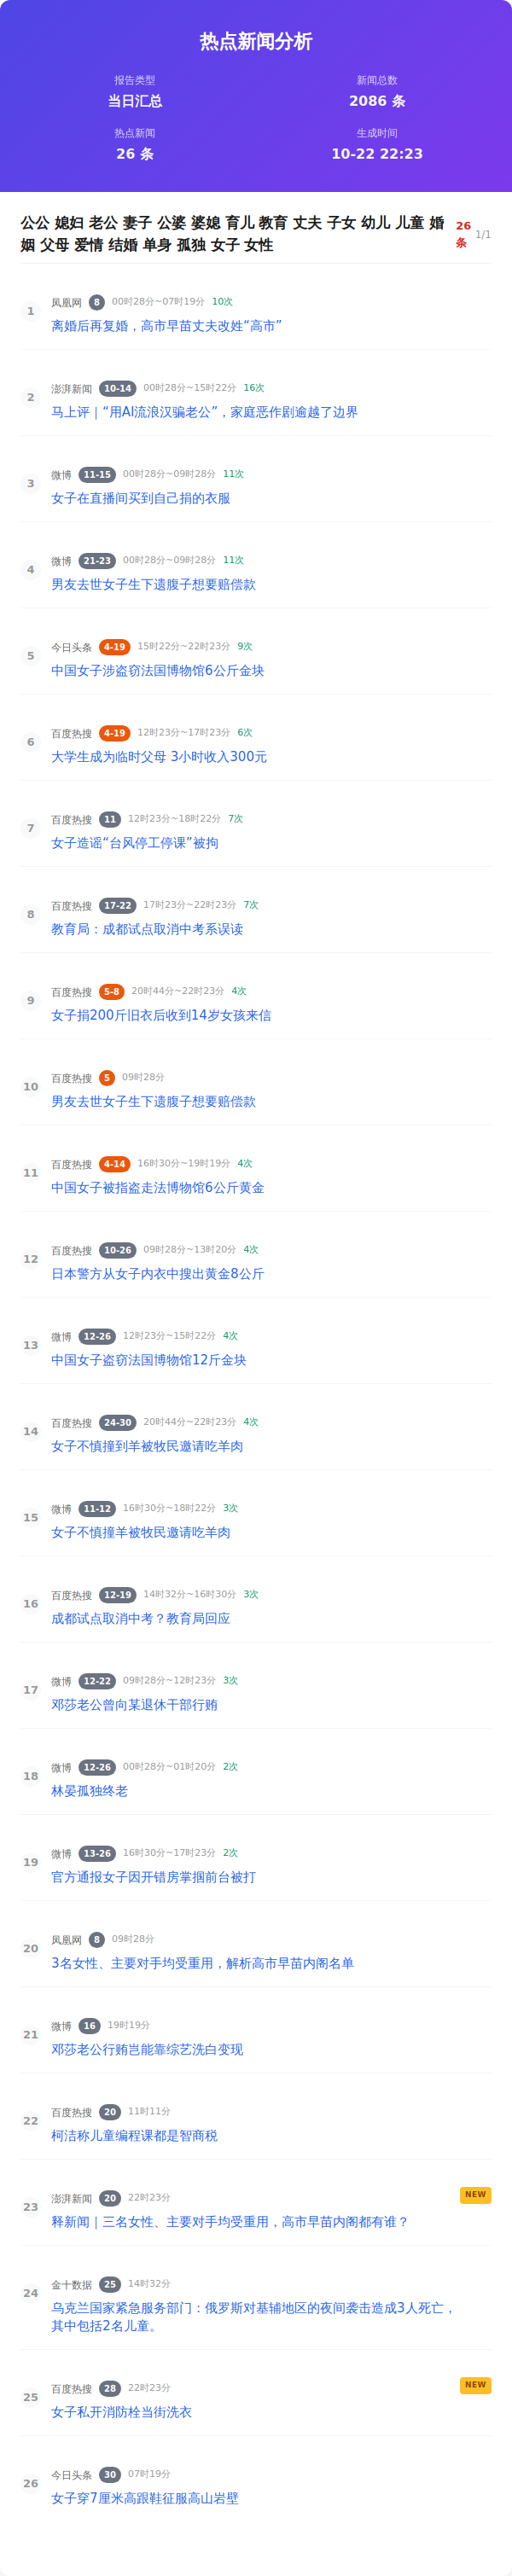 热点新闻分析
报告类型 新闻总数
当日汇总 2086 条
热点新闻 生成时间
26 条 10-22 22:23
公公 媳妇 老公 妻子 公婆 婆媳 育儿 教育 丈夫 子女 幼儿 儿童 婚
姻 父母 爱情 结婚 单身 孤独 女子 女性
26
条
1/1
1 凤凰网 8 00时28分~07时19分 10次
离婚后再复婚，高市早苗丈夫改姓“高市”
2 澎湃新闻 10-14 00时28分~15时22分 16次
马上评｜“用AI流浪汉骗老公”，家庭恶作剧逾越了边界
3 微博 11-15 00时28分~09时28分 11次
女子在直播间买到自己捐的衣服
4 微博 21-23 00时28分~09时28分 11次
男友去世女子生下遗腹子想要赔偿款
5 今日头条 4-19 15时22分~22时23分 9次
中国女子涉盗窃法国博物馆6公斤金块
6 百度热搜 4-19 12时23分~17时23分 6次
大学生成为临时父母 3小时收入300元
7 百度热搜 11 12时23分~18时22分 7次
女子造谣“台风停工停课”被拘
8 百度热搜 17-22 17时23分~22时23分 7次
教育局：成都试点取消中考系误读
9 百度热搜 5-8 20时44分~22时23分 4次
女子捐200斤旧衣后收到14岁女孩来信
10 百度热搜 5 09时28分
男友去世女子生下遗腹子想要赔偿款
11 百度热搜 4-14 16时30分~19时19分 4次
中国女子被指盗走法博物馆6公斤黄金
12 百度热搜 10-26 09时28分~13时20分 4次
日本警方从女子内衣中搜出黄金8公斤
13 微博 12-26 12时23分~15时22分 4次
中国女子盗窃法国博物馆12斤金块
14 百度热搜 24-30 20时44分~22时23分 4次
女子不慎撞到羊被牧民邀请吃羊肉
15 微博 11-12 16时30分~18时22分 3次
女子不慎撞羊被牧民邀请吃羊肉
16 百度热搜 12-19 14时32分~16时30分 3次
成都试点取消中考？教育局回应
17 微博 12-22 09时28分~12时23分 3次
邓莎老公曾向某退休干部行贿
18 微博 12-26 00时28分~01时20分 2次
林晏孤独终老
19 微博 13-26 16时30分~17时23分 2次
官方通报女子因开错房掌掴前台被打
20 凤凰网 8 09时28分
3名女性、主要对手均受重用，解析高市早苗内阁名单
21 微博 16 19时19分
邓莎老公行贿岂能靠综艺洗白变现
22 百度热搜 20 11时11分
柯洁称儿童编程课都是智商税
23 澎湃新闻 20 22时23分 NEW
释新闻｜三名女性、主要对手均受重用，高市早苗内阁都有谁？
24 金十数据 25 14时32分
乌克兰国家紧急服务部门：俄罗斯对基辅地区的夜间袭击造成3人死亡，
其中包括2名儿童。
25 百度热搜 28 22时23分 NEW
女子私开消防栓当街洗衣
26 今日头条 30 07时19分
女子穿7厘米高跟鞋征服高山岩壁